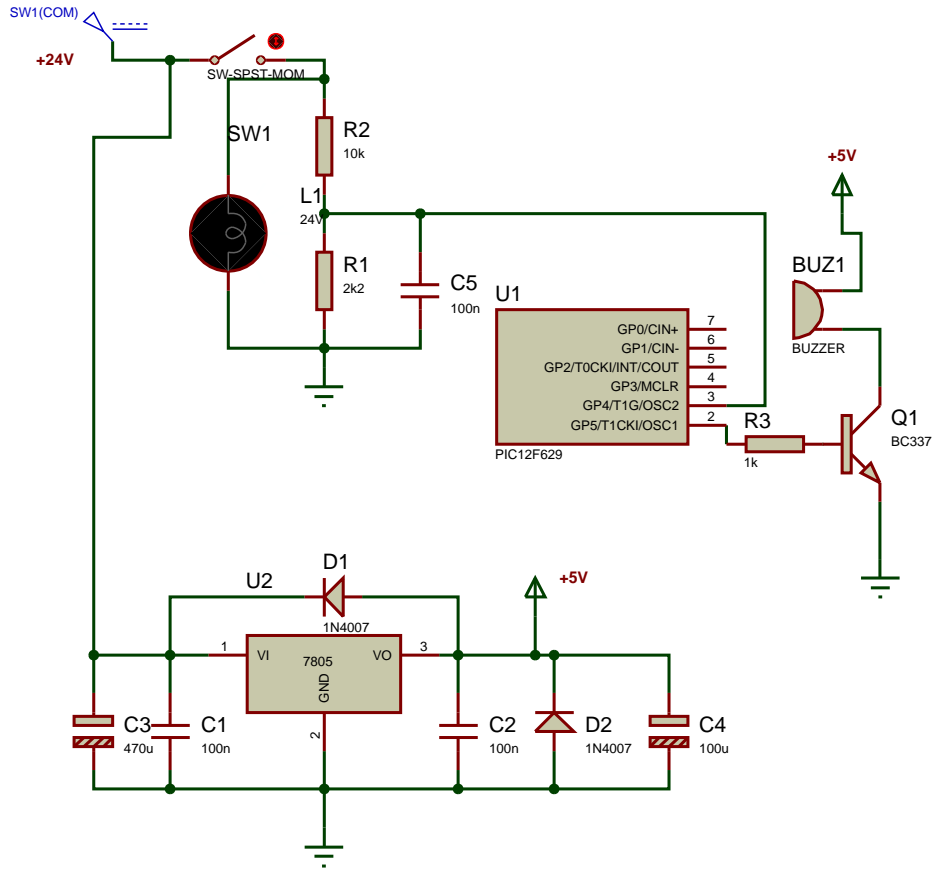 SW1(COM)
+24V
SW-SPST-MOM
SW1
R2
10k
L1
24V
R1
2k2
C5
100n
U1
GP0/CIN+ 7
GP1/CIN- 6
GP2/T0CKI/INT/COUT 5
GP3/MCLR 4
GP4/T1G/OSC2 3
GP5/T1CKI/OSC1 2
PIC12F629
+5V
BUZ1
BUZZER
R3
1k
Q1
BC337
U2
D1
1N4007
+5V
1 VI 7805 VO 3
GND
2
C3
470u
C1
100n
C2
100n
D2
1N4007
C4
100u